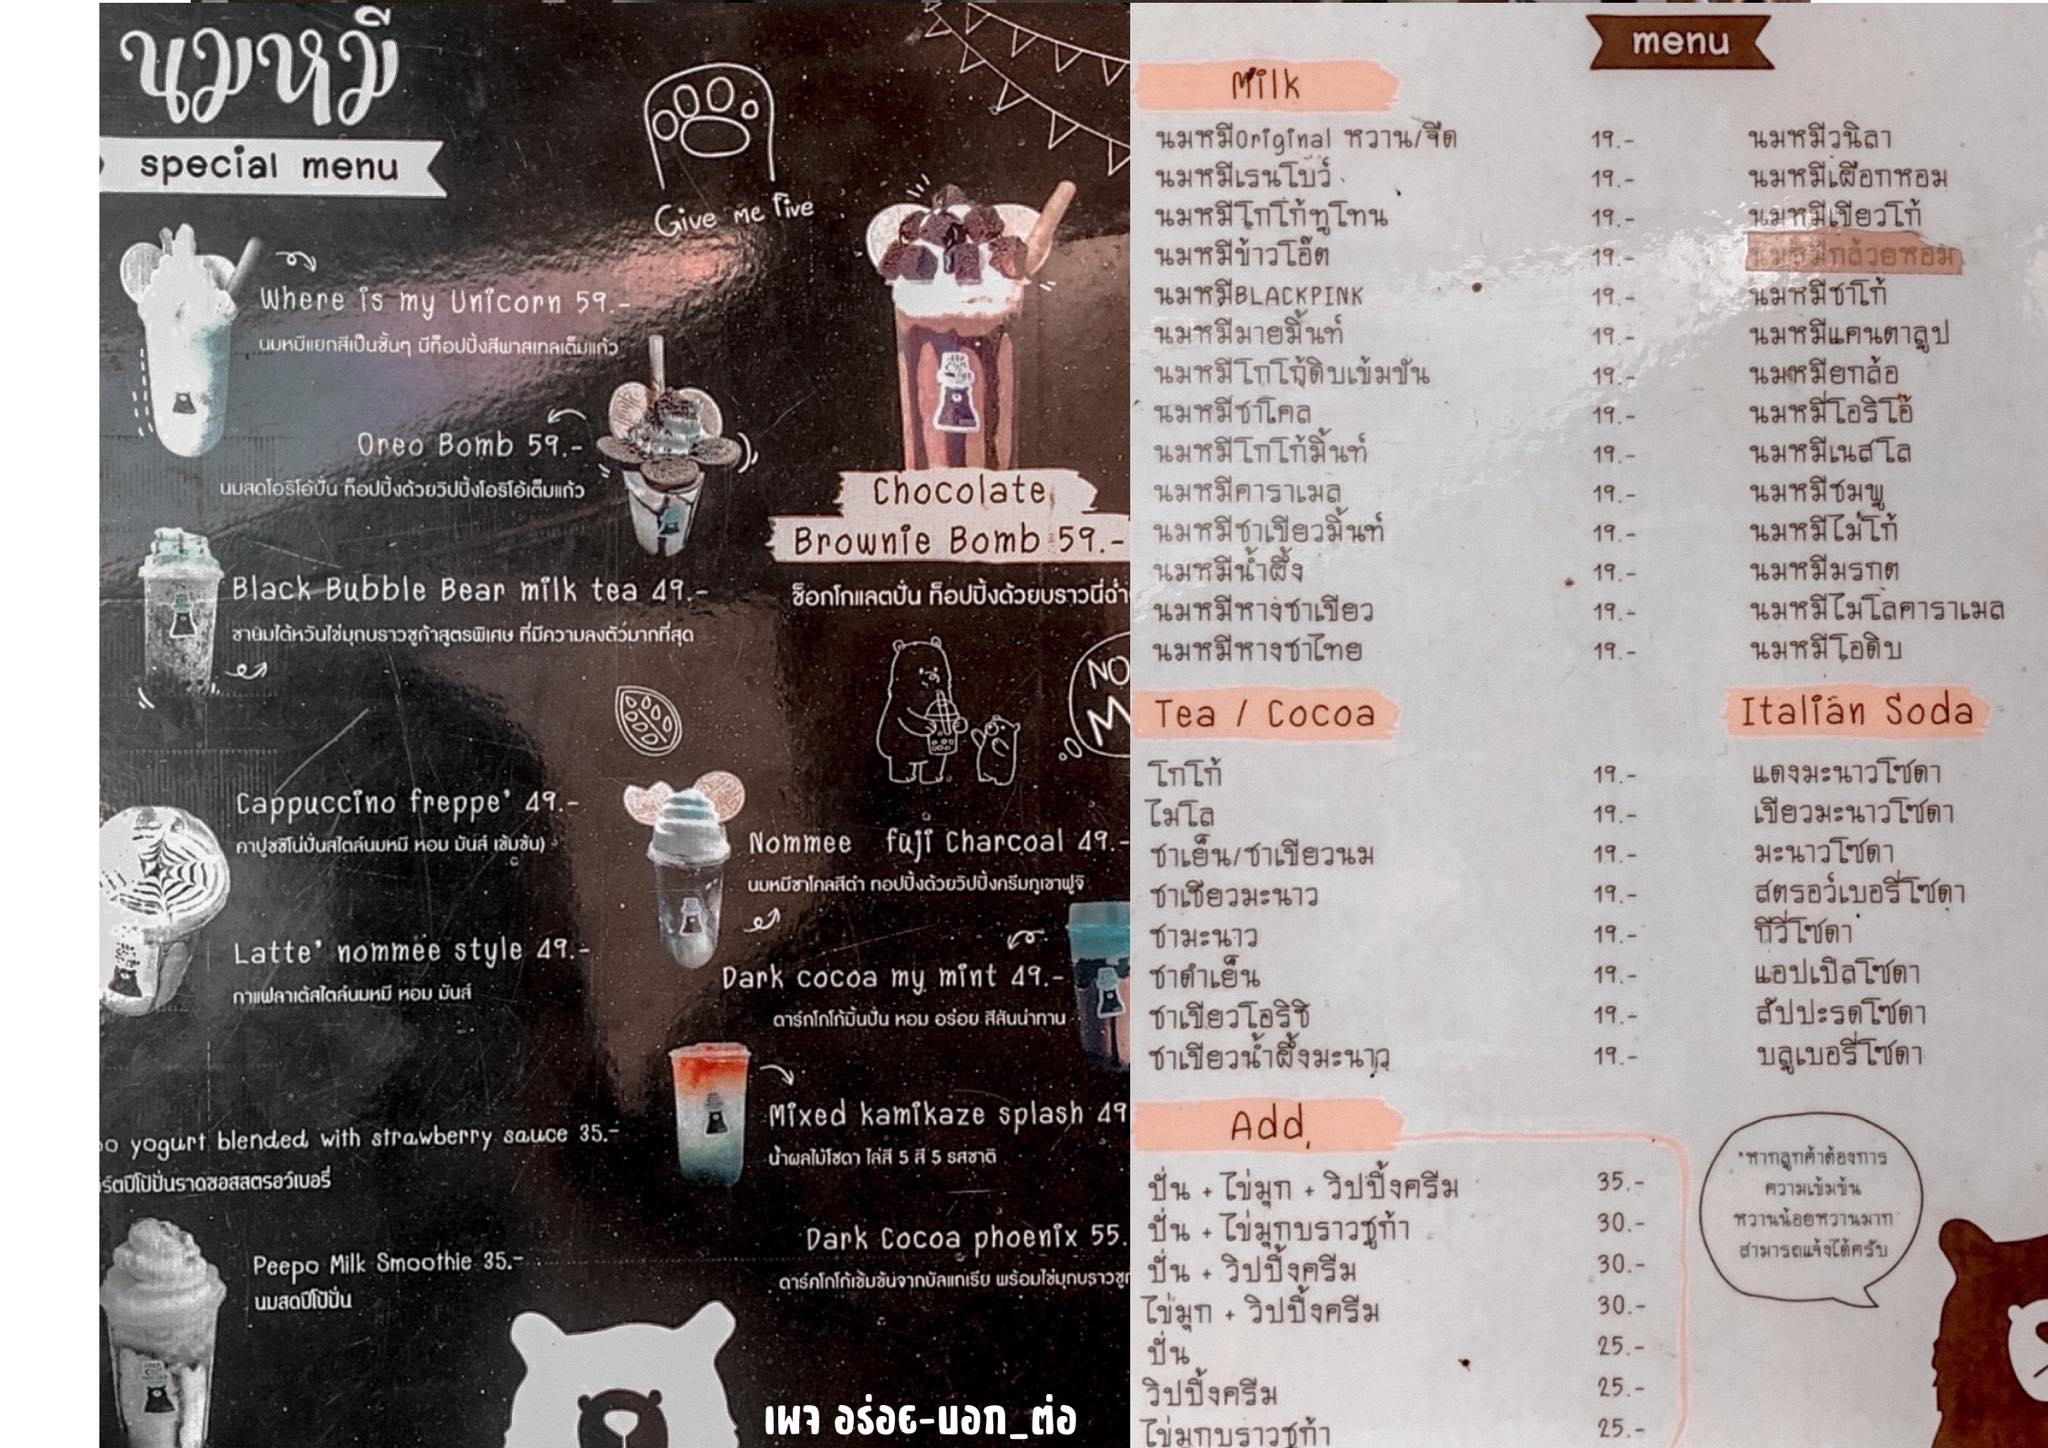 นมหมี
special menu
Give me five
Where is my Unicorn 59.-
นมหมีแยกสีเป็นชั้นๆ มีท็อปปิ้งสีพาสเทลเต็มแก้ว
Oreo Bomb 59.-
นมสดโอริโอ้ปั่น ท็อปปิ้งด้วยวิปปิ้งโอริโอ้เต็มแก้ว
Chocolate
Brownie Bomb 59.-
ช็อกโกแลตปั่น ท็อปปิ้งด้วยบราวนี่ฉ่ำ
Black Bubble Bear milk tea 49.-
ชานมไต้หวันไข่มุกบราวชูก้าสูตรพิเศษ ที่มีความลงตัวมากที่สุด
NO
M
Cappuccino freppe' 49.-
คาปูชชิโน่ปั่นสไตล์นมหมี หอม มันส์ เข้มข้น)
Nommee fuji Charcoal 49.-
นมหมีชาโคลสีดำ ทอปปิ้งด้วยวิปปิ้งครีมภูเขาฟูจิ
Latte' nommee style 49.-
กาแฟลาเต้สไตล์นมหมี หอม มันส์
Dark cocoa my mint 49.-
ดาร์กโกโก้มิ้นปั่น หอม อร่อย สีสันน่าทาน
Mixed kamikaze splash 49
น้ำผลไม้โซดา ไล่สี 5 สี 5 รสชาติ
yogurt blended with strawberry sauce 35.-
ร์ตปีโป้ปั่นราดซอสสตรอว์เบอรี่
Dark Cocoa phoenix 55.
ดาร์คโกโก้เข้มข้นจากบัลแกเรีย พร้อมไข่มุกบราวชูก
Peepo Milk Smoothie 35.-
นมสดปีโป้ปั่น
เพจ อร่อย-นอก_ต่อ
menu
Milk
นมหมีOriginal หวาน/จืด 19.- นมหมีวนิลา
นมหมีเรนโบว์ 19.- นมหมีเผือกหอม
นมหมีโกโก้ทูโทน 19.- นมหมีเขียวโก้
นมหมีข้าวโอ๊ต 19.- นมหมีกล้วยหอม
นมหมีBLACKPINK 19.- นมหมีชาโก้
นมหมีมายมิ้นท์ 19.- นมหมีแคนตาลูป
นมหมีโกโก้ดิบเข้มขัน 19.- นมหมียกล้อ
นมหมีชาโคล 19.- นมหมีโอริโอ้
นมหมีโกโก้มิ้นท์ 19.- นมหมีเนสโล
นมหมีคาราเมล 19.- นมหมีชมพู
นมหมีชาเขียวมิ้นท์ 19.- นมหมีไมโก้
นมหมีน้ำผึ้ง 19.- นมหมีมรกต
นมหมีหางชาเขียว 19.- นมหมีไมโลคาราเมล
นมหมีหางชาไทย 19.- นมหมีโอดิบ
Tea / Cocoa
Italian Soda
โกโก้ 19.- แดงมะนาวโซดา
ไมโล 19.- เขียวมะนาวโซดา
ชาเย็น/ชาเขียวนม 19.- มะนาวโซดา
ชาเขียวมะนาว 19.- สตรอว์เบอรี่โซดา
ชามะนาว 19.- กีวี่โซดา
ชาดำเย็น 19.- แอปเปิลโซดา
ชาเขียวโอริชิ 19.- สัปปะรดโซดา
ชาเขียวน้ำผึ้งมะนาว 19.- บลูเบอรี่โซดา
Add
ปั่น + ไข่มุก + วิปปิ้งครีม 35.-
ปั่น + ไข่มุกบราวชูก้า 30.-
ปั่น + วิปปิ้งครีม 30.-
ไข่มุก + วิปปิ้งครีม 30.-
ปั่น 25.-
วิปปิ้งครีม 25.-
ไข่มุกบราวชูก้า 25.-
*หากลูกค้าต้องการ
ความเข้มข้น
หวานน้อยหวานมาก
สามารถแจ้งได้ครับ